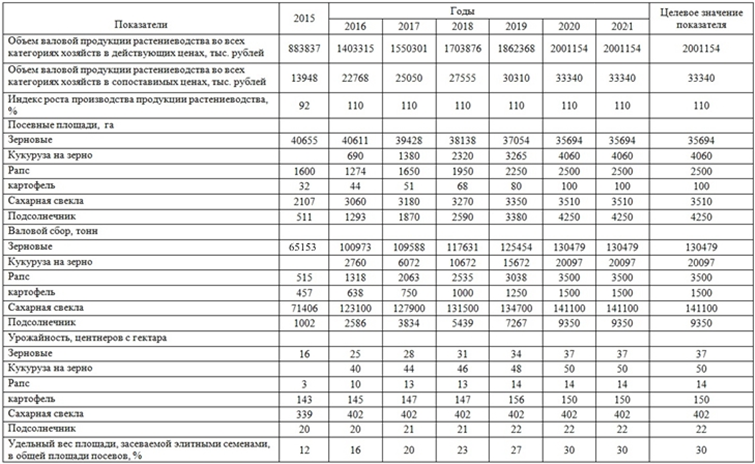 Показатели 2015 Годы Целевое значение показателя
2016 2017 2018 2019 2020 2021
Объем валовой продукции растениеводства во всех
категориях хозяйств в действующих ценах, тыс. рублей 883837 1403315 1550301 1703876 1862368 2001154 2001154 2001154
Объем валовой продукции растениеводства во всех
категориях хозяйств в сопоставимых ценах, тыс. рублей 13948 22768 25050 27555 30310 33340 33340 33340
Индекс роста производства продукции растениеводства,
% 92 110 110 110 110 110 110 110
Посевные площади, га
Зерновые 40655 40611 39428 38138 37054 35694 35694 35694
Кукуруза на зерно 690 1380 2320 3265 4060 4060 4060
Рапс 1600 1274 1650 1950 2250 2500 2500 2500
картофель 32 44 51 68 80 100 100 100
Сахарная свекла 2107 3060 3180 3270 3350 3510 3510 3510
Подсолнечник 511 1293 1870 2590 3380 4250 4250 4250
Валовой сбор, тонн
Зерновые 65153 100973 109588 117631 125454 130479 130479 130479
Кукуруза на зерно 2760 6072 10672 15672 20097 20097 20097
Рапс 515 1318 2063 2535 3038 3500 3500 3500
картофель 457 638 750 1000 1250 1500 1500 1500
Сахарная свекла 71406 123100 127900 131500 134700 141100 141100 141100
Подсолнечник 1002 2586 3834 5439 7267 9350 9350 9350
Урожайность, центнеров с гектара
Зерновые 16 25 28 31 34 37 37 37
Кукуруза на зерно 40 44 46 48 50 50 50
Рапс 3 10 13 13 14 14 14 14
картофель 143 145 147 147 156 150 150 150
Сахарная свекла 339 402 402 402 402 402 402 402
Подсолнечник 20 20 21 21 22 22 22 22
Удельный вес площади, засеваемой элитными семенами,
в общей площади посевов, % 12 16 20 23 27 30 30 30